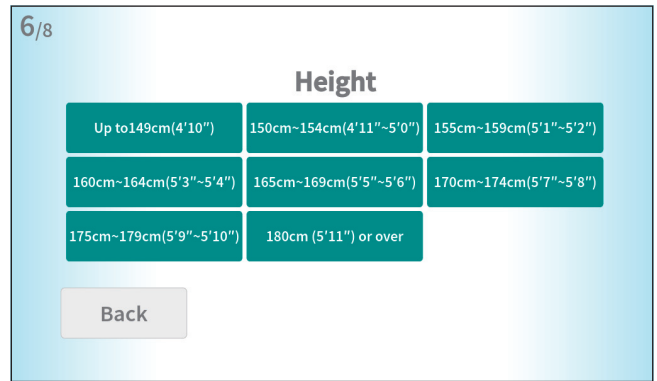 6/8
Height
Up to149cm(4'10")
150cm~154cm(4'11"~5'0")
155cm~159cm(5'1"~5'2")
160cm~164cm(5'3"~5'4")
165cm~169cm(5'5"~5'6")
170cm~174cm(5'7"~5'8")
175cm~179cm(5'9"~5'10")
180cm (5'11") or over
Back